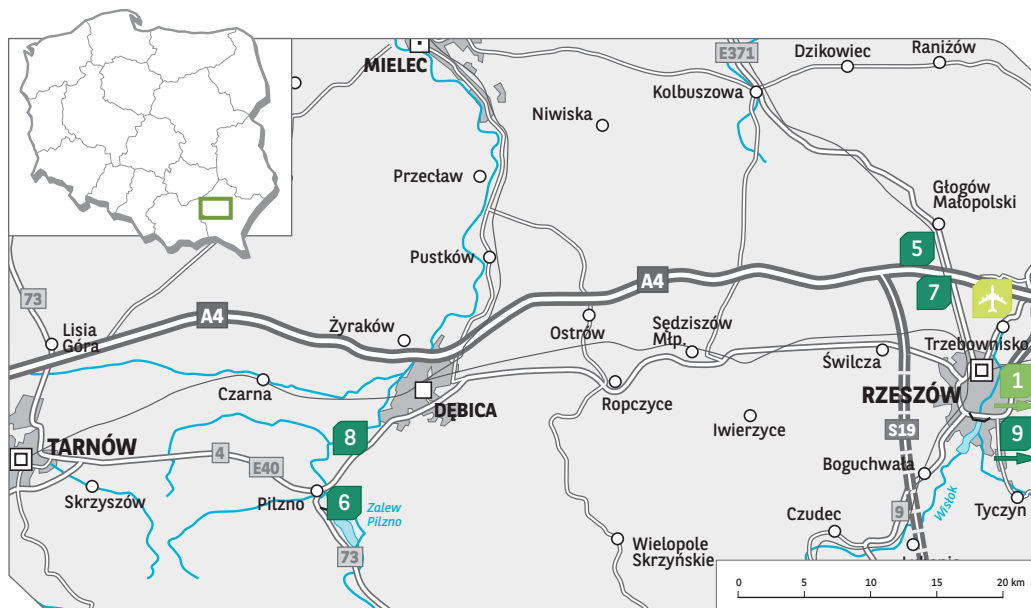 MIELEC
E371
Dzikowiec
Raniżów
Kolbuszowa
Niwiska
Przecław
Głogów
Małopolski
5
Pustków
7
A4
73
A4
Lisia
Góra
Żyraków
Ostrów
Sędziszów
Młp.
Trzebownisko
Świlcza
Czarna
DĘBICA
Ropczyce
RZESZÓW
1
Iwierzyce
TARNÓW
8
S19
9
4
E40
Boguchwała
Skrzyszów
Pilzno
6
Zalew
Pilzno
Wisłok
Tyczyn
9
Czudec
73
Wielopole
Skrzyńskie
0
5
10
15
20 km